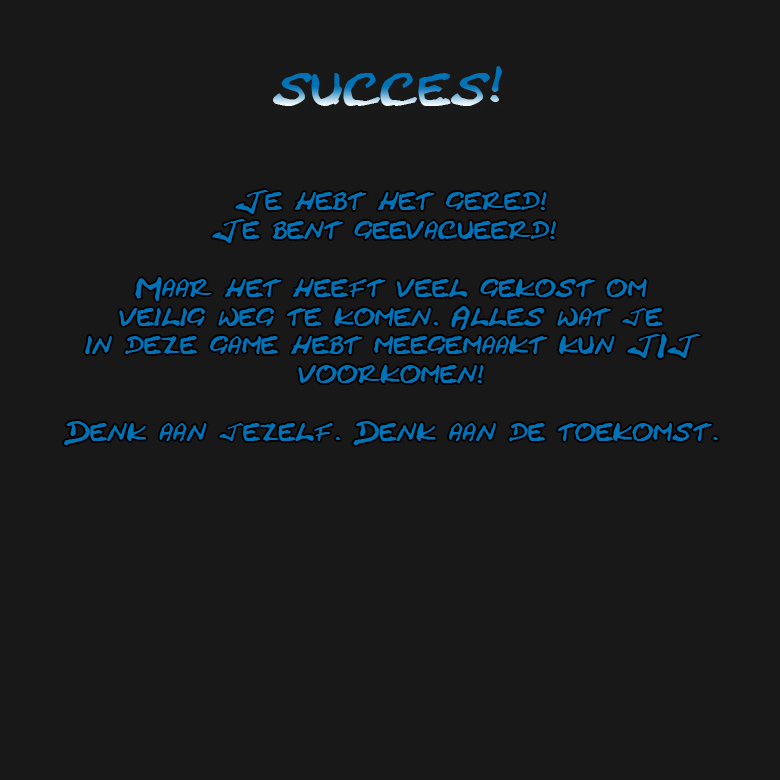 SUCCES!
Je hebt het gered!
Je bent geevacueerd!
Maar het heeft veel gekost om
veilig weg te komen. Alles wat je
in deze game hebt meegemaakt kun JIJ
voorkomen!
Denk aan jezelf. Denk aan de toekomst.